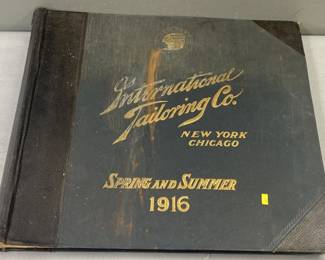 The International
Tailoring Co.
NEW YORK
CHICAGO
SPRING AND SUMMER
1916